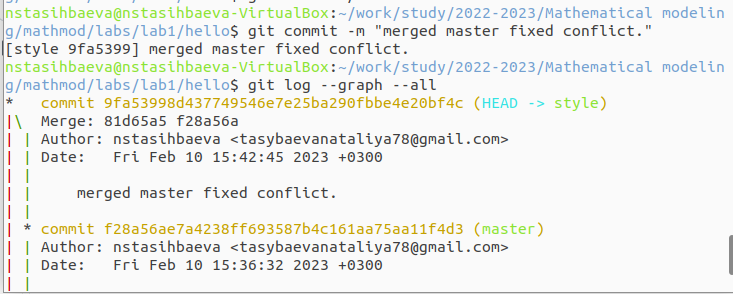 nstasihbaeva@nstasihbaeva-VirtualBox:~/work/study/2022-2023/Mathematical modelin
g/mathmod/labs/lab1/hello$ git commit -m "merged master fixed conflict."
[style 9fa5399] merged master fixed conflict.
nstasihbaeva@nstasihbaeva-VirtualBox:~/work/study/2022-2023/Mathematical modelin
g/mathmod/labs/lab1/hello$ git log --graph --all
*   commit 9fa53998d437749546e7e25ba290fbbe4e20bf4c (HEAD -> style)
|\  Merge: 81d65a5 f28a56a
| | Author: nstasihbaeva <tasybaevanataliya78@gmail.com>
| | Date:   Fri Feb 10 15:42:45 2023 +0300
| |
| |     merged master fixed conflict.
| |
| * commit f28a56ae7a4238ff693587b4c161aa75aa11f4d3 (master)
| | Author: nstasihbaeva <tasybaevanataliya78@gmail.com>
| | Date:   Fri Feb 10 15:36:32 2023 +0300
| |